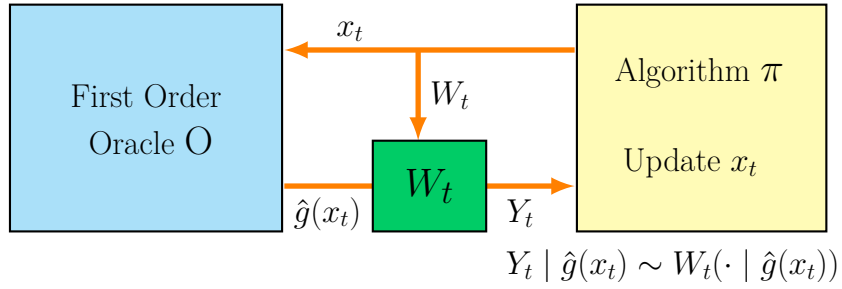 First Order
Oracle O
x_t
W_t
W_t
ĝ(x_t)
Y_t
Algorithm π
Update x_t
Y_t | ĝ(x_t) ∼ W_t(· | ĝ(x_t))